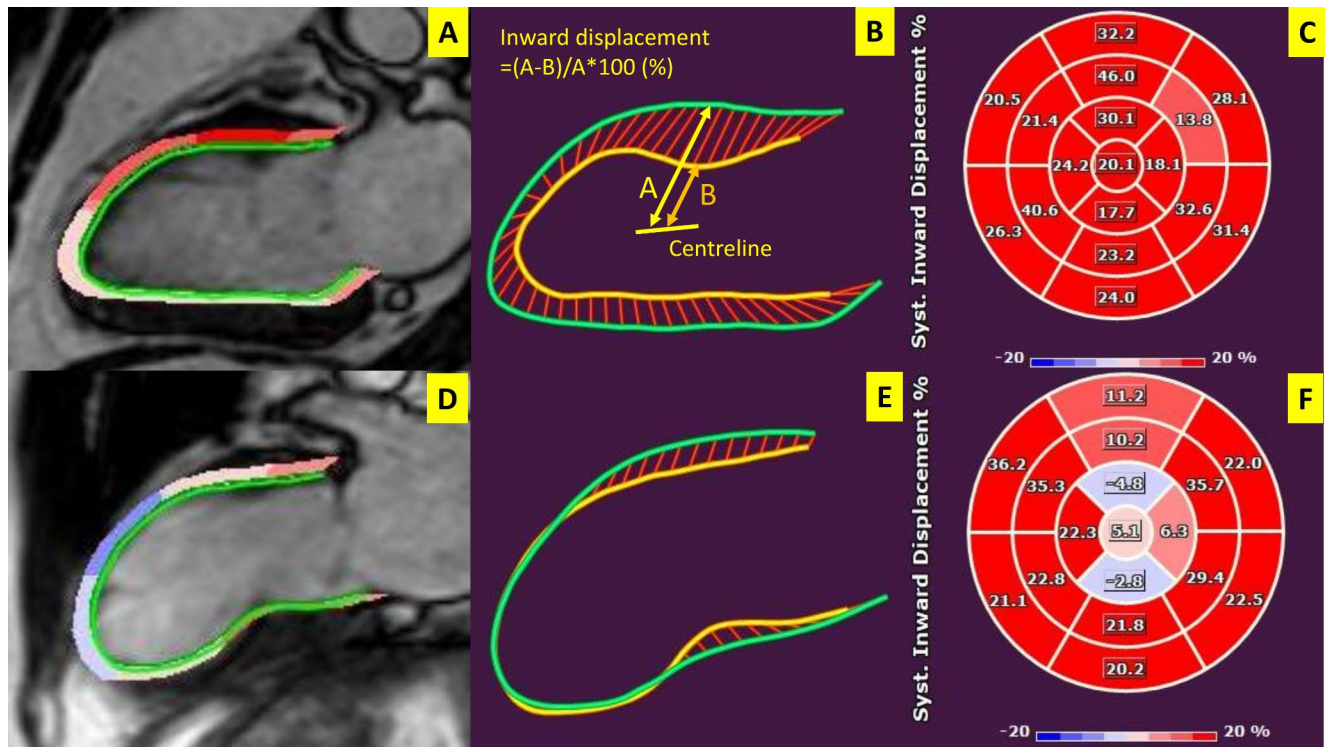 A
Inward displacement
=(A-B)/A*100 (%)
B
A
B
Centreline
Syst. Inward Displacement %
C
32.2
46.0
20.5
28.1
21.4
13.8
30.1
24.2
20.1
18.1
40.6
32.6
17.7
26.3
31.4
23.2
24.0
-20
20 %
D
E
Syst. Inward Displacement %
F
11.2
10.2
36.2
22.0
35.3
35.7
-4.8
22.3
5.1
6.3
22.8
29.4
-2.8
21.1
22.5
21.8
20.2
-20
20 %